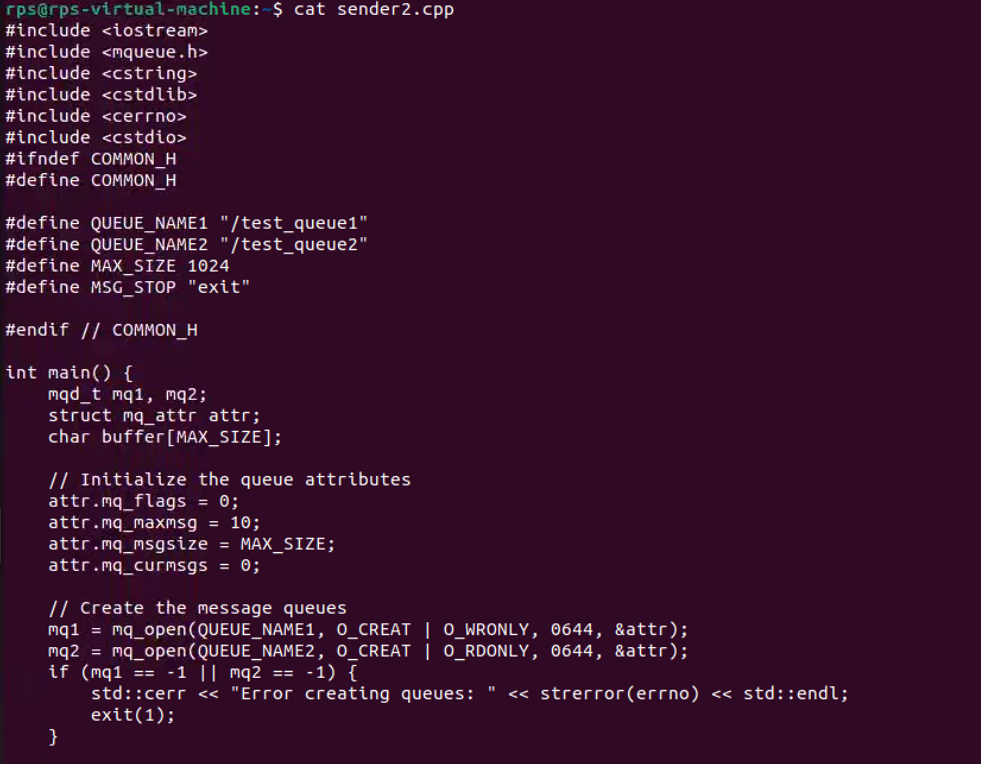 rps@rps-virtual-machine:~$ cat sender2.cpp
#include <iostream>
#include <mqueue.h>
#include <cstring>
#include <cstdlib>
#include <cerrno>
#include <cstdio>
#ifndef COMMON_H
#define COMMON_H

#define QUEUE_NAME1 "/test_queue1"
#define QUEUE_NAME2 "/test_queue2"
#define MAX_SIZE 1024
#define MSG_STOP "exit"

#endif // COMMON_H

int main() {
    mqd_t mq1, mq2;
    struct mq_attr attr;
    char buffer[MAX_SIZE];

    // Initialize the queue attributes
    attr.mq_flags = 0;
    attr.mq_maxmsg = 10;
    attr.mq_msgsize = MAX_SIZE;
    attr.mq_curmsgs = 0;

    // Create the message queues
    mq1 = mq_open(QUEUE_NAME1, O_CREAT | O_WRONLY, 0644, &attr);
    mq2 = mq_open(QUEUE_NAME2, O_CREAT | O_RDONLY, 0644, &attr);
    if (mq1 == -1 || mq2 == -1) {
        std::cerr << "Error creating queues: " << strerror(errno) << std::endl;
        exit(1);
    }